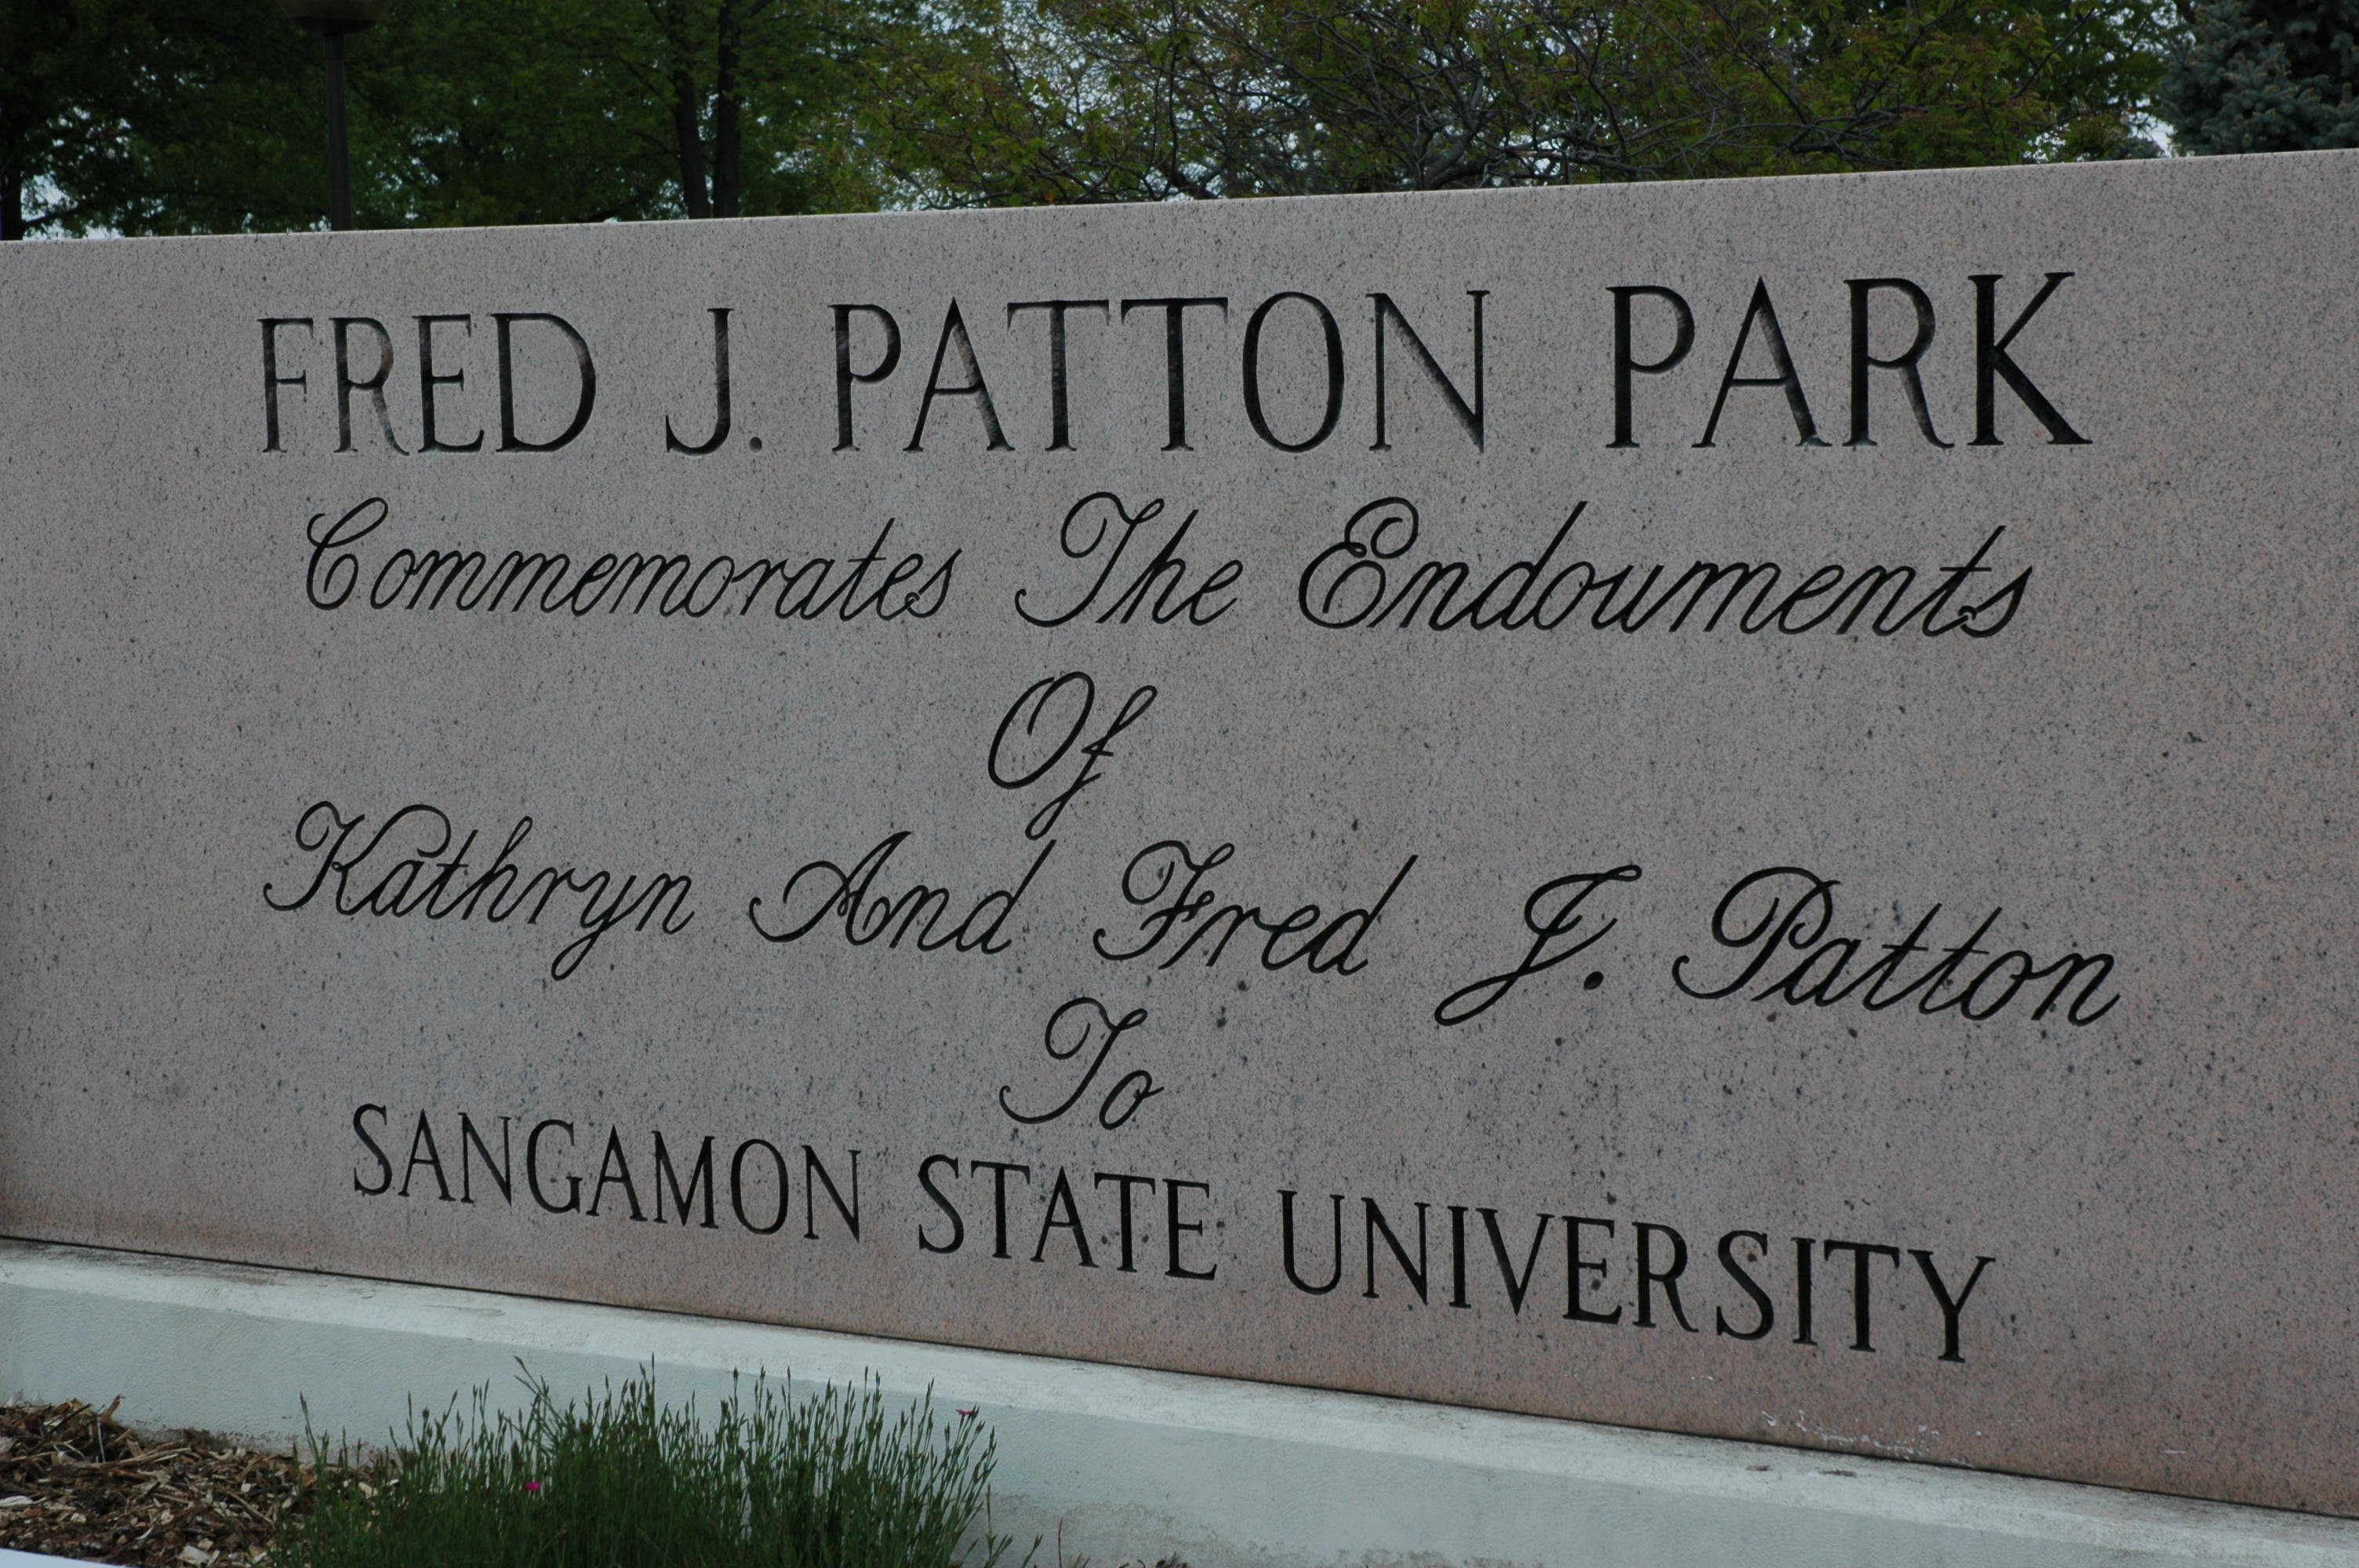 FRED J. PATTON PARK
Commemorates The Endowments
Of
Kathryn And Fred J. Patton
To
SANGAMON STATE UNIVERSITY